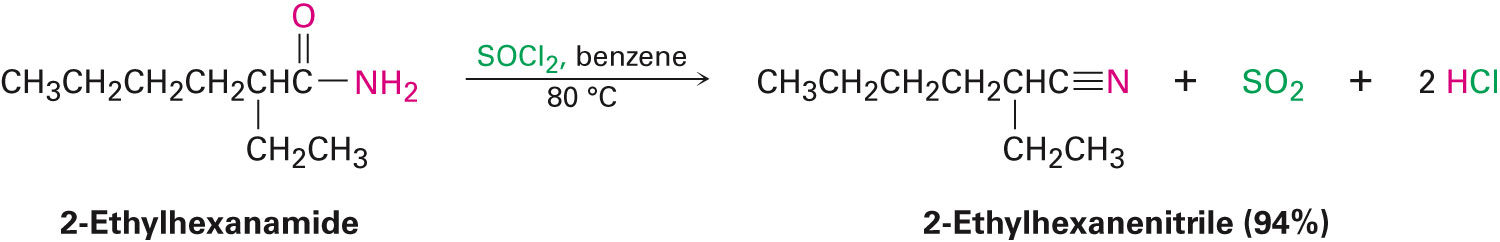 O
SOCl2, benzene
CH3CH2CH2CH2CHC—NH2 CH3CH2CH2CH2CHC≡N + SO2 + 2 HCl
80 °C
CH2CH3 CH2CH3
2-Ethylhexanamide 2-Ethylhexanenitrile (94%)